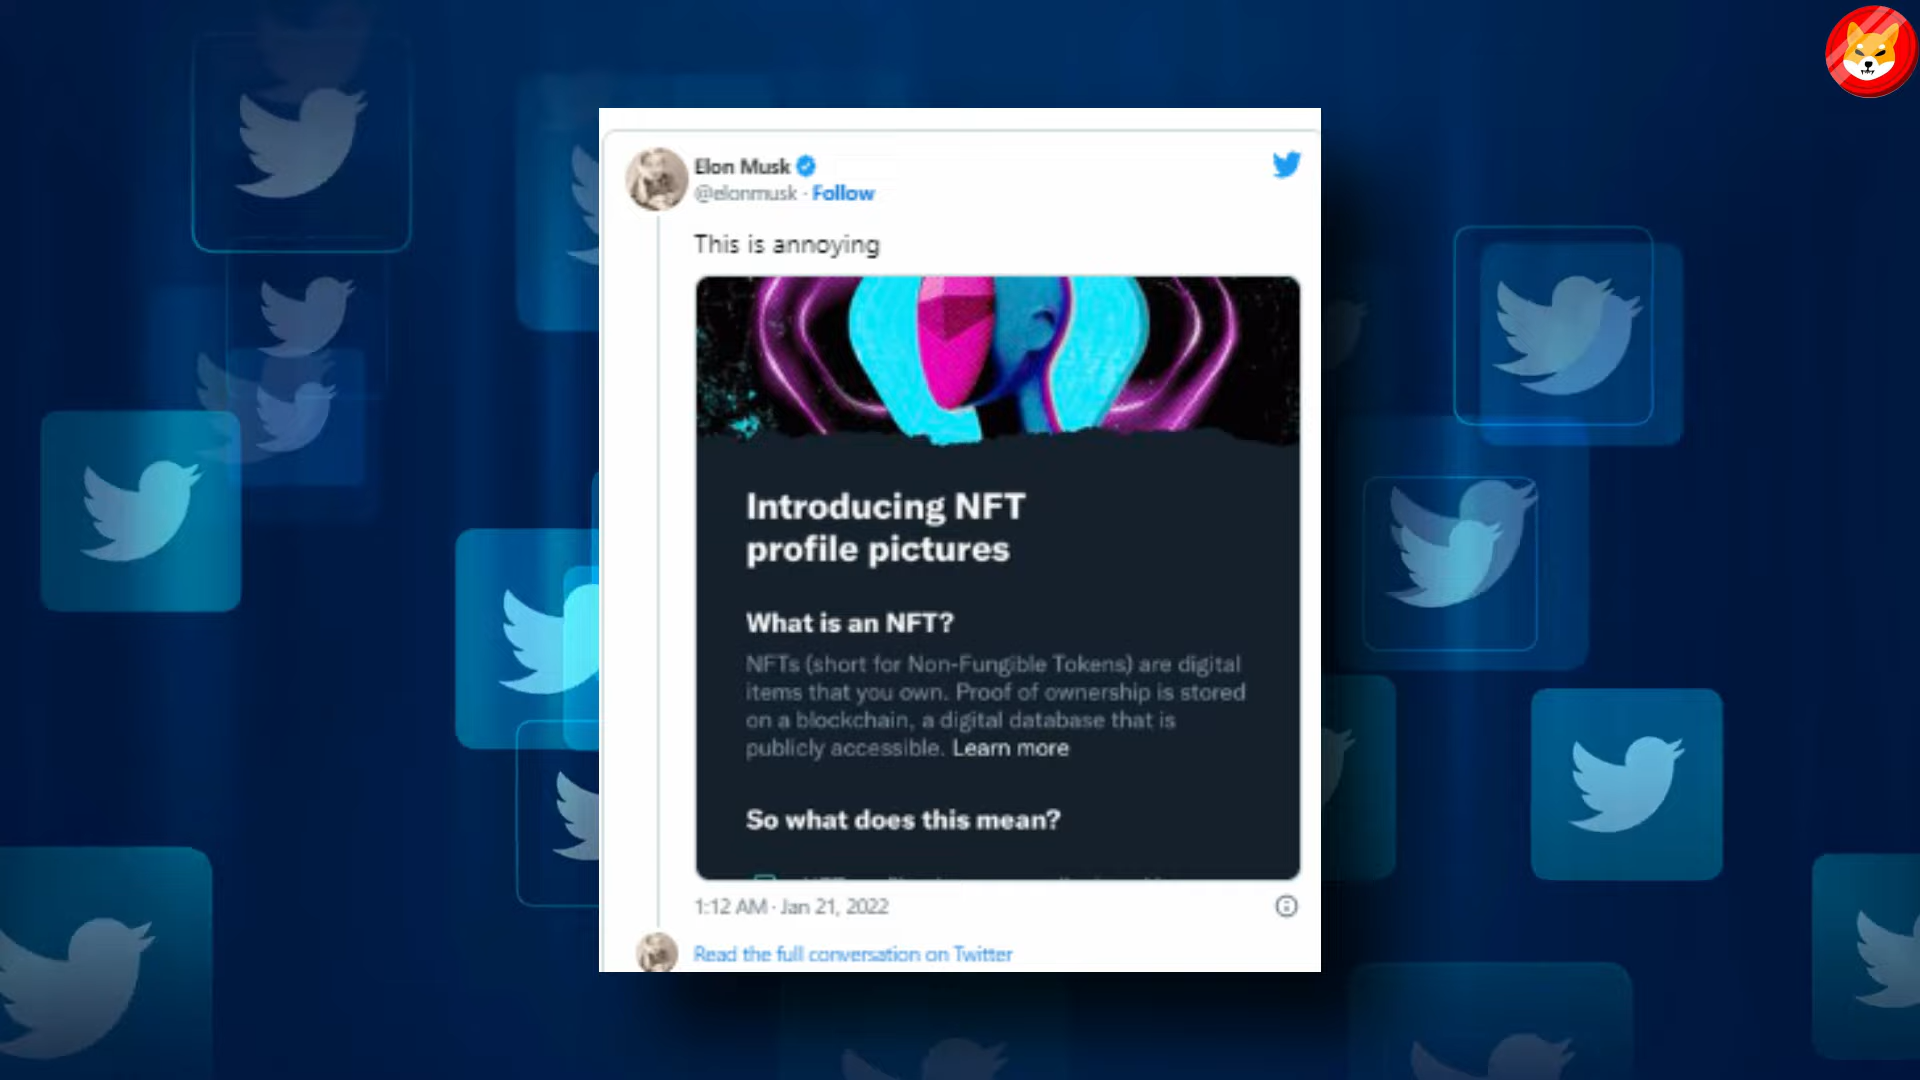 Elon Musk
@elonmusk · Follow
This is annoying
Introducing NFT
profile pictures
What is an NFT?
NFTs (short for Non-Fungible Tokens) are digital
items that you own. Proof of ownership is stored
on a blockchain, a digital database that is
publicly accessible. Learn more
So what does this mean?
1:12 AM · Jan 21, 2022
Read the full conversation on Twitter